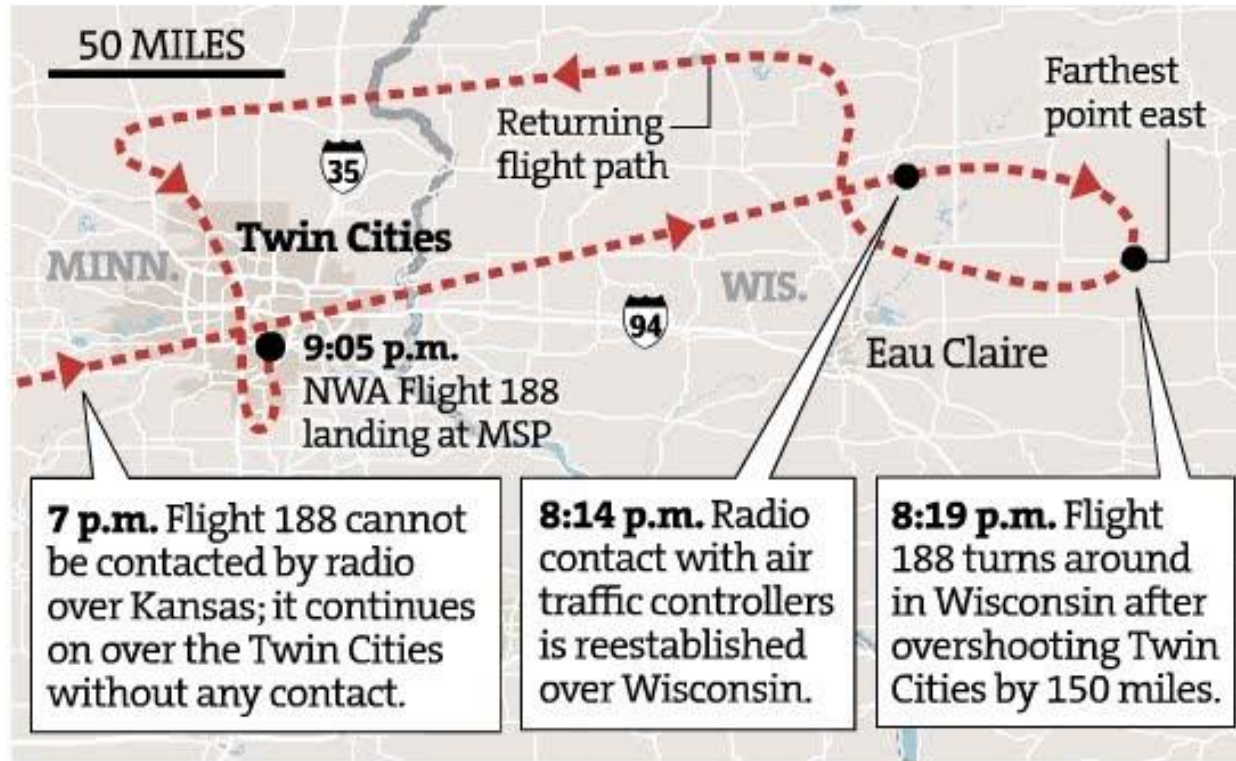 50 MILES
Farthest
point east
Returning
flight path
35
Twin Cities
MINN.
WIS.
94
9:05 p.m.
NWA Flight 188
landing at MSP
Eau Claire
7 p.m. Flight 188 cannot
be contacted by radio
over Kansas; it continues
on over the Twin Cities
without any contact.
8:14 p.m. Radio
contact with air
traffic controllers
is reestablished
over Wisconsin.
8:19 p.m. Flight
188 turns around
in Wisconsin after
overshooting Twin
Cities by 150 miles.